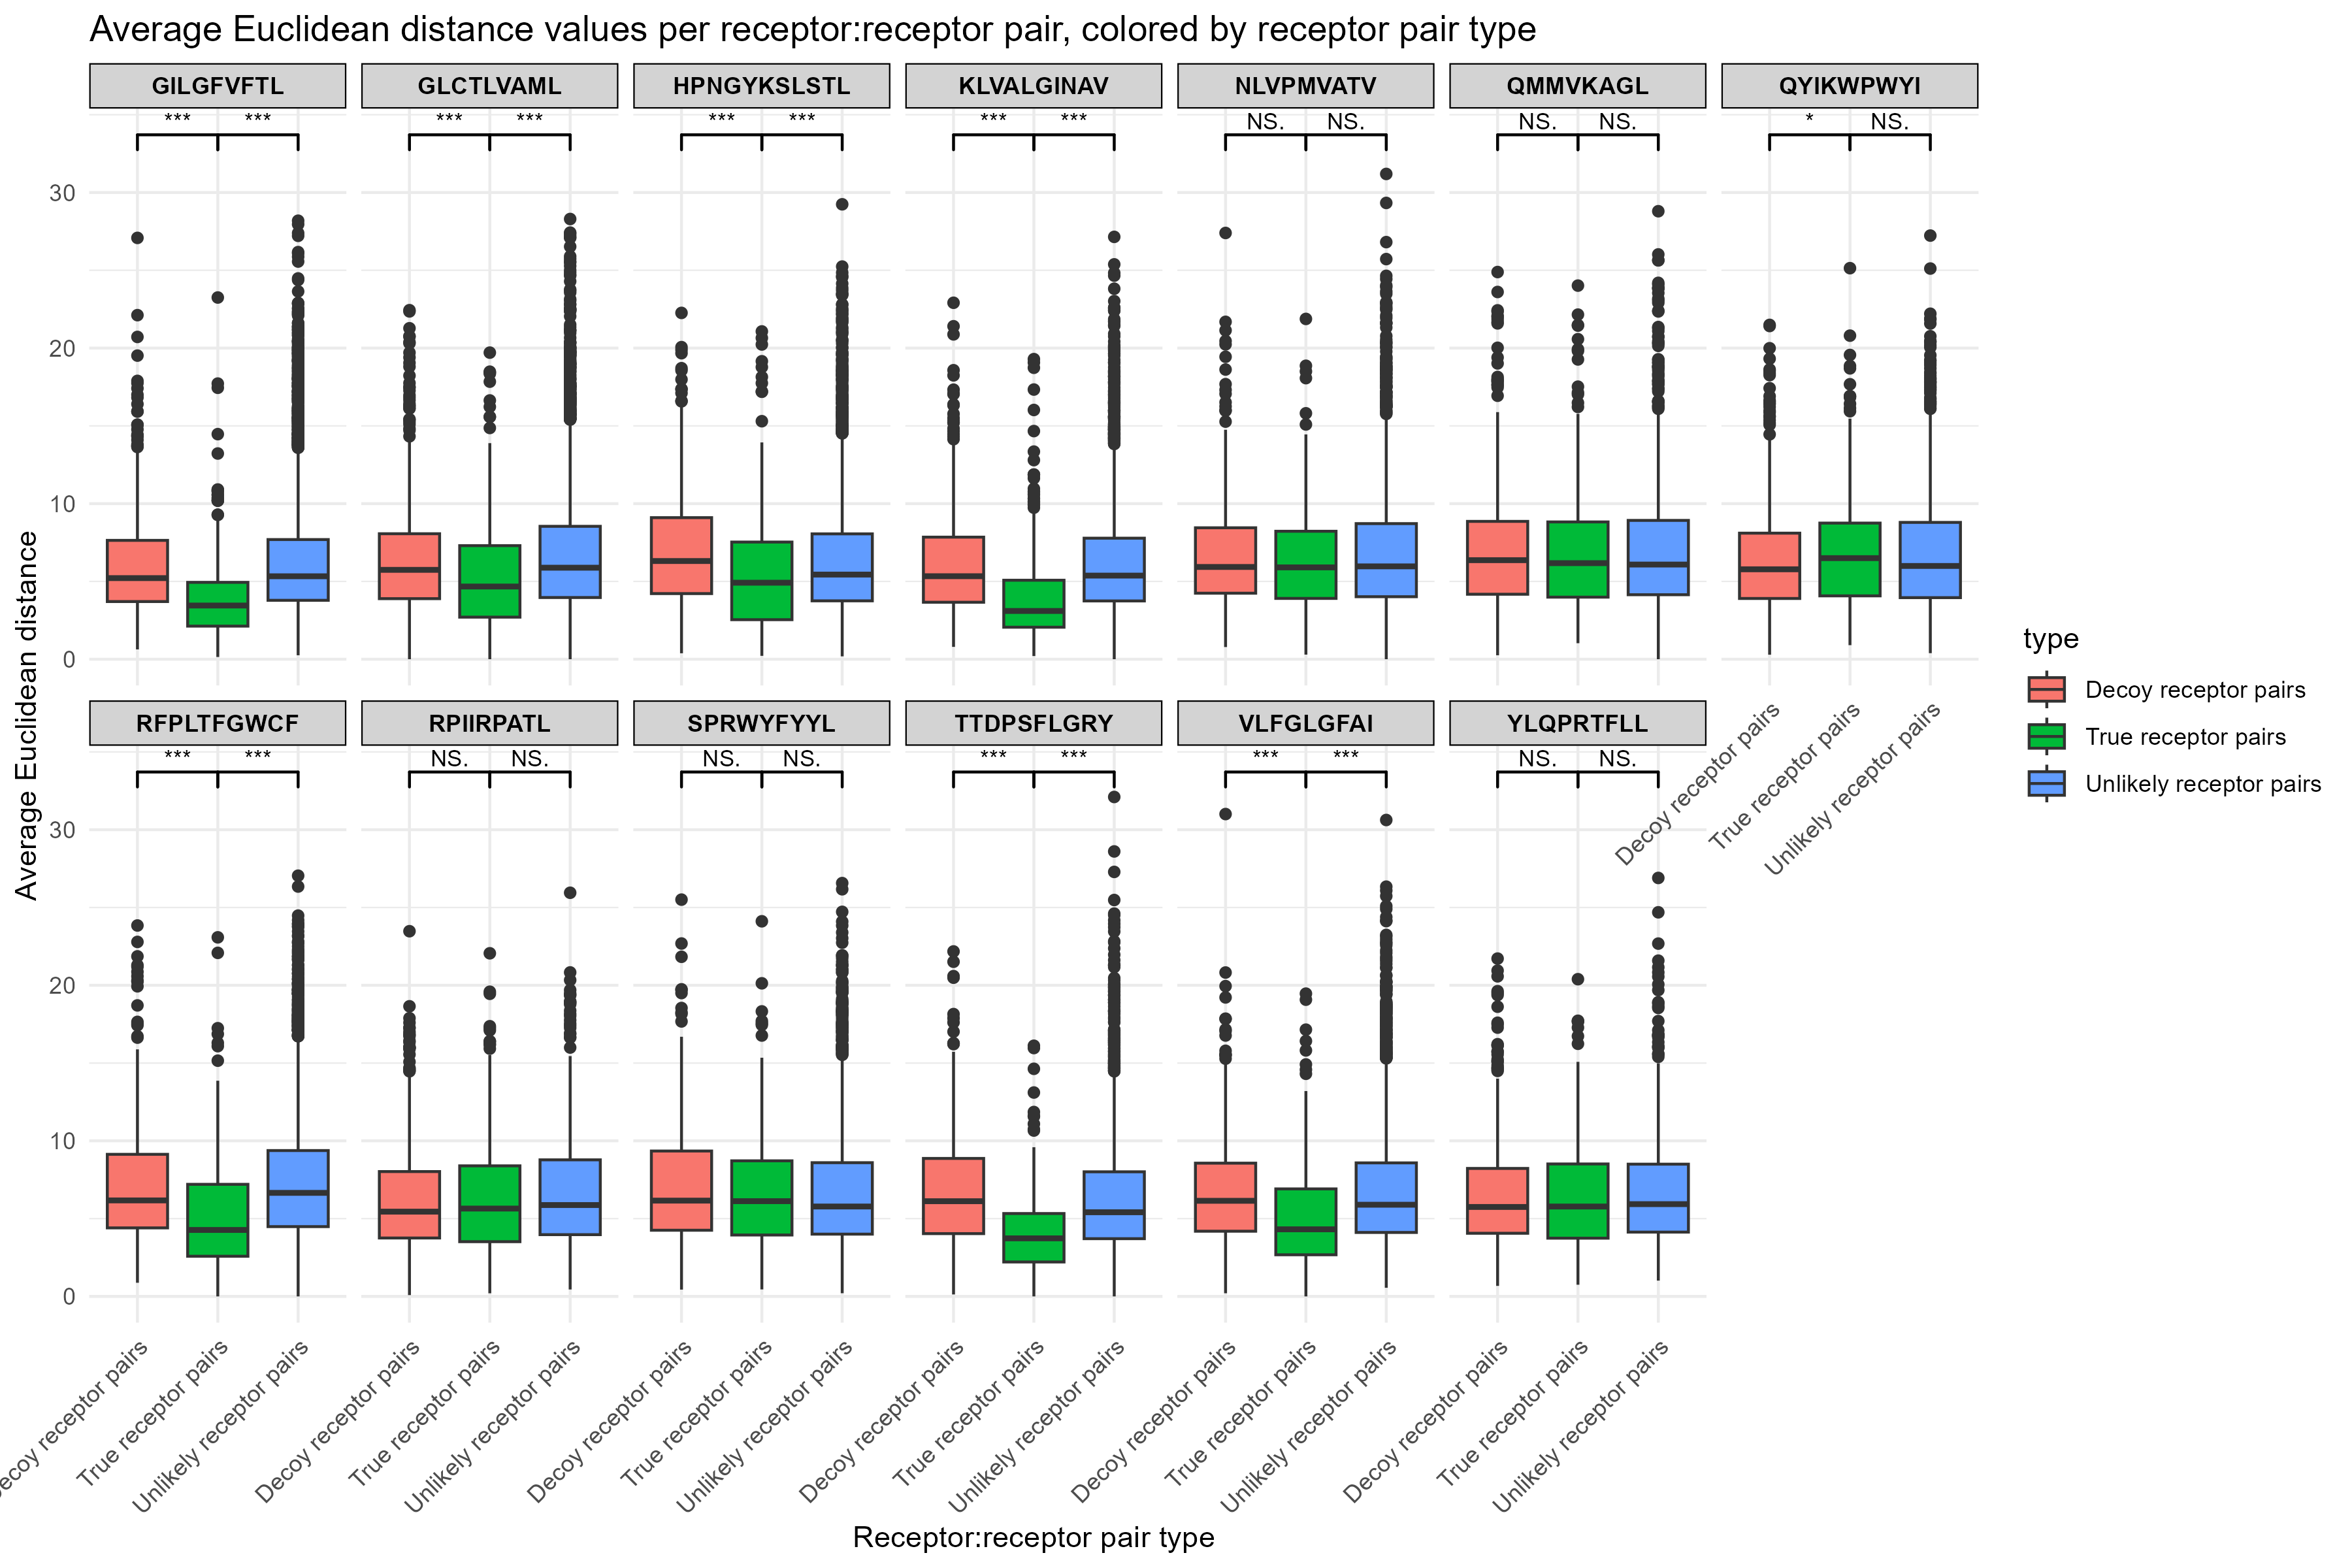 Average Euclidean distance values per receptor:receptor pair, colored by receptor pair type
GILGFVFTL GLCTLVAML HPNGYKSLSTL KLVALGINAV NLVPMVATV QMMVKAGL QYIKWPWYI
*** *** *** *** *** *** *** *** NS. NS. NS. NS. * NS.
30
20
10
0
Average Euclidean distance
Decoy receptor pairs
True receptor pairs
Unlikely receptor pairs
type
Decoy receptor pairs
True receptor pairs
Unlikely receptor pairs
RFPLTFGWCF RPIIRPATL SPRWYFYYL TTDPSFLGRY VLFGLGFAI YLQPRTFLL
*** *** NS. NS. NS. NS. *** *** *** *** NS. NS.
30
20
10
0
ecoy receptor pairs
True receptor pairs
Unlikely receptor pairs
Decoy receptor pairs
True receptor pairs
Unlikely receptor pairs
Decoy receptor pairs
True receptor pairs
Unlikely receptor pairs
Decoy receptor pairs
True receptor pairs
Unlikely receptor pairs
Decoy receptor pairs
True receptor pairs
Unlikely receptor pairs
Decoy receptor pairs
True receptor pairs
Unlikely receptor pairs
Receptor:receptor pair type